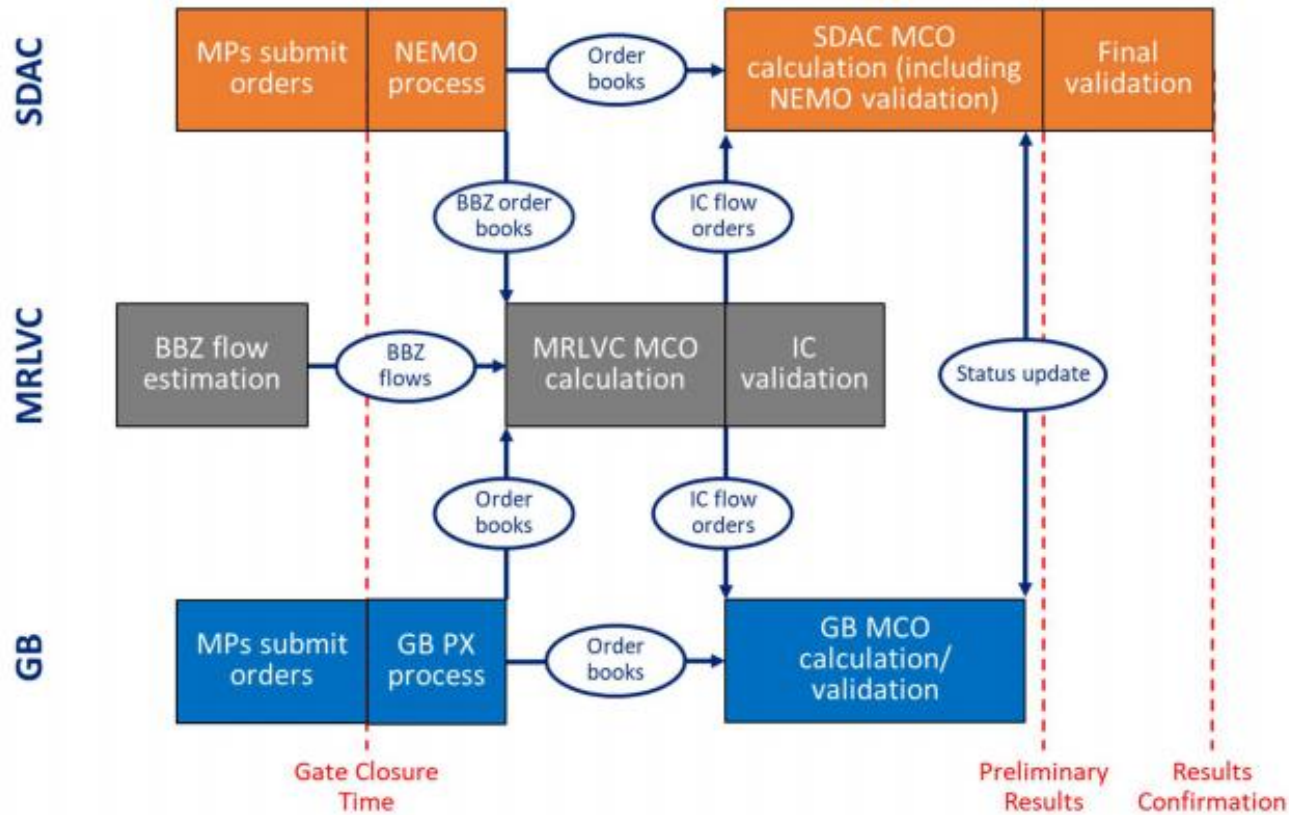 SDAC
MPs submit
orders
NEMO
process
Order
books
SDAC MCO
calculation (including
NEMO validation)
Final
validation
BBZ order
books
IC flow
orders
MRLVC
BBZ flow
estimation
BBZ
flows
MRLVC MCO
calculation
IC
validation
Status update
Order
books
IC flow
orders
GB
MPs submit
orders
GB PX
process
Order
books
GB MCO
calculation/
validation
Gate Closure
Time
Preliminary
Results
Results
Confirmation